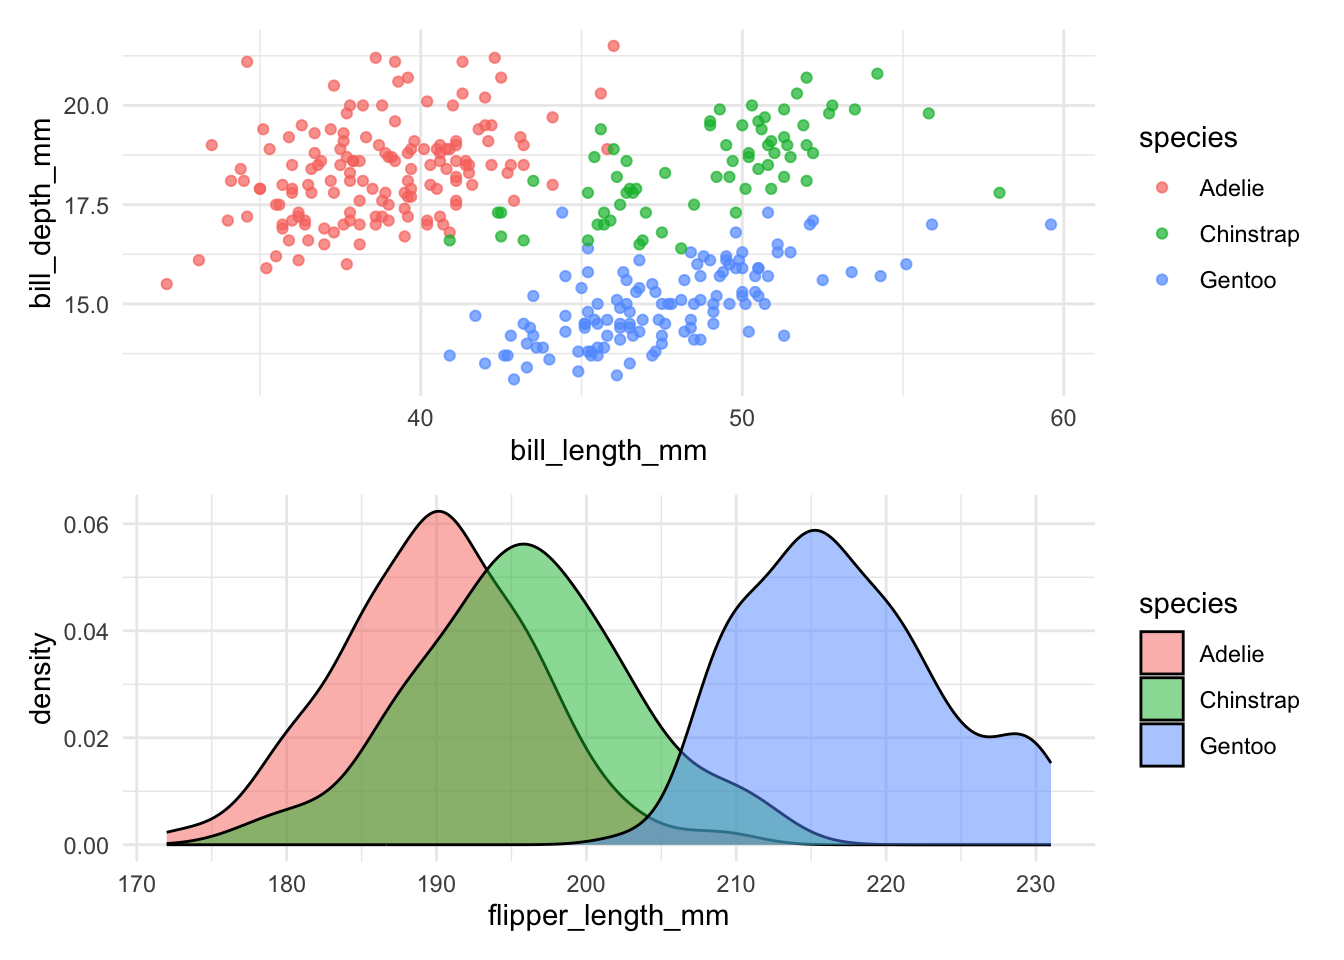 bill_depth_mm
20.0
17.5
15.0
40 50 60
bill_length_mm
species
Adelie
Chinstrap
Gentoo
density
0.06
0.04
0.02
0.00
170 180 190 200 210 220 230
flipper_length_mm
species
Adelie
Chinstrap
Gentoo